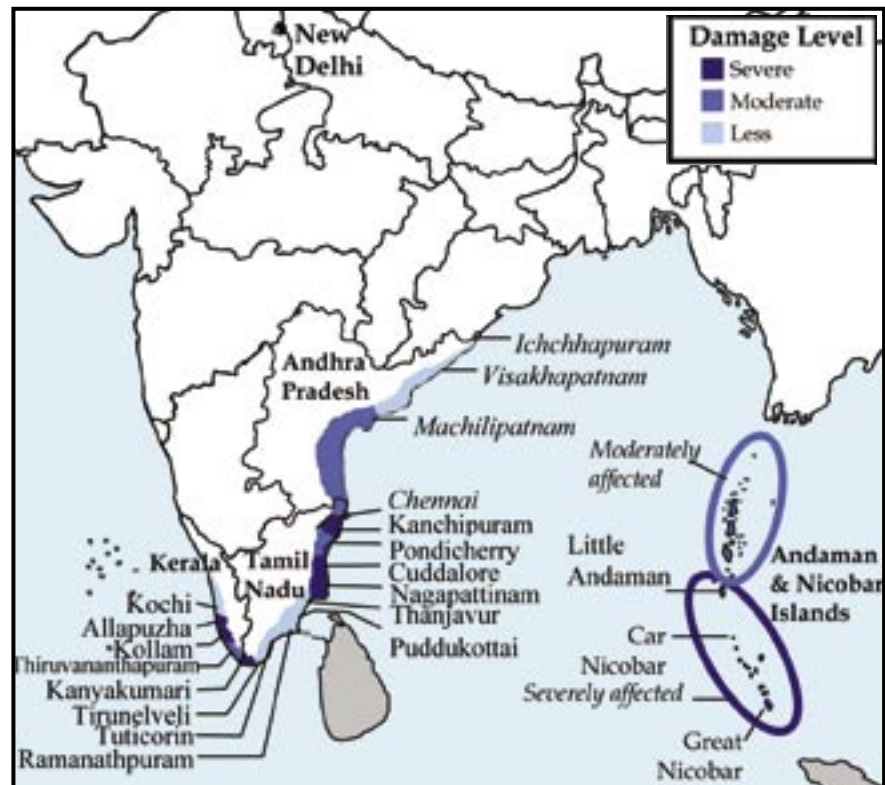 New
Delhi
Damage Level
Severe
Moderate
Less
Andhra
Pradesh
Ichchhapuram
Visakhapatnam
Machilipatnam
Moderately
affected
Chennai
Kanchipuram
Pondicherry
Cuddalore
Nagapattinam
Thanjavur
Puddukottai
Kerala
Tamil
Nadu
Kochi
Allapuzha
Kollam
Thiruvananthapuram
Kanyakumari
Tirunelveli
Tuticorin
Ramanathpuram
Little
Andaman
Andaman
& Nicobar
Islands
Car
Nicobar
Severely affected
Great
Nicobar